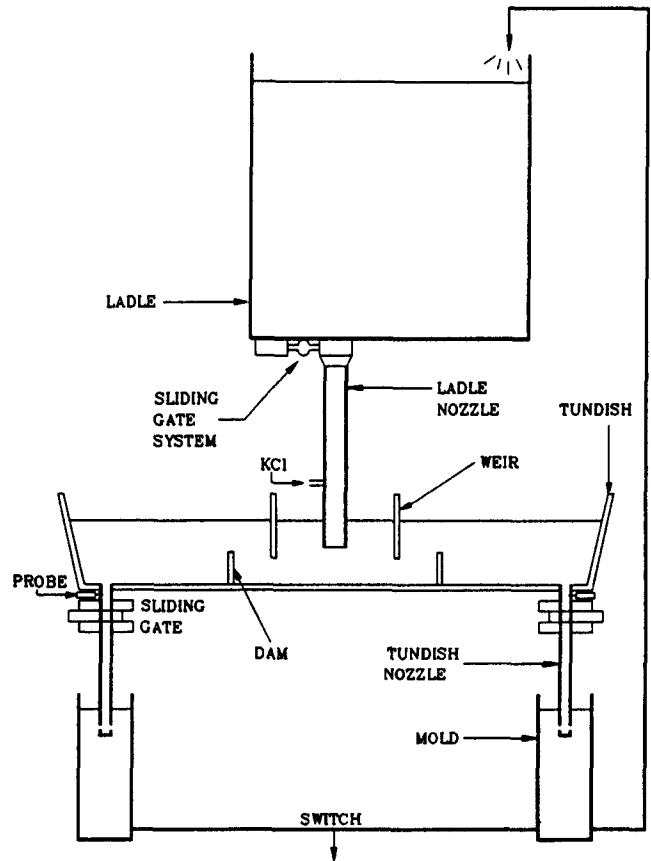 LADLE
SLIDING
GATE
SYSTEM
LADLE
NOZZLE
TUNDISH
KCl
WEIR
PROBE
SLIDING
GATE
DAM
TUNDISH
NOZZLE
MOLD
SWITCH